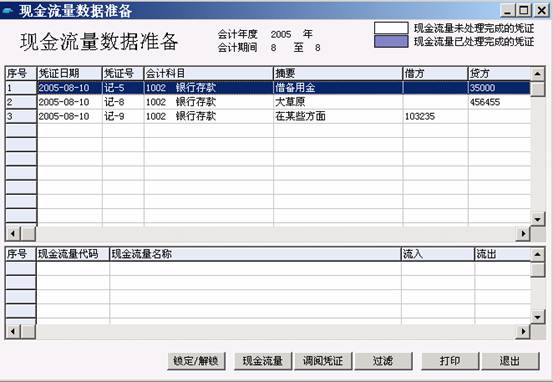 现金流量数据准备
现金流量数据准备
会计年度 2005 年
会计期间 8 至 8
现金流量未处理完成的凭证
现金流量已处理完成的凭证
序号 凭证日期 凭证号 会计科目 摘要 借方 贷方
1 2005-08-10 记-5 1002 银行存款 借备用金 35000
2 2005-08-10 记-8 1002 银行存款 大草原 456455
3 2005-08-10 记-9 1002 银行存款 在某些方面 103235
序号 现金流量代码 现金流量名称 流入 流出
锁定/解锁 现金流量 调阅凭证 过滤 打印 退出